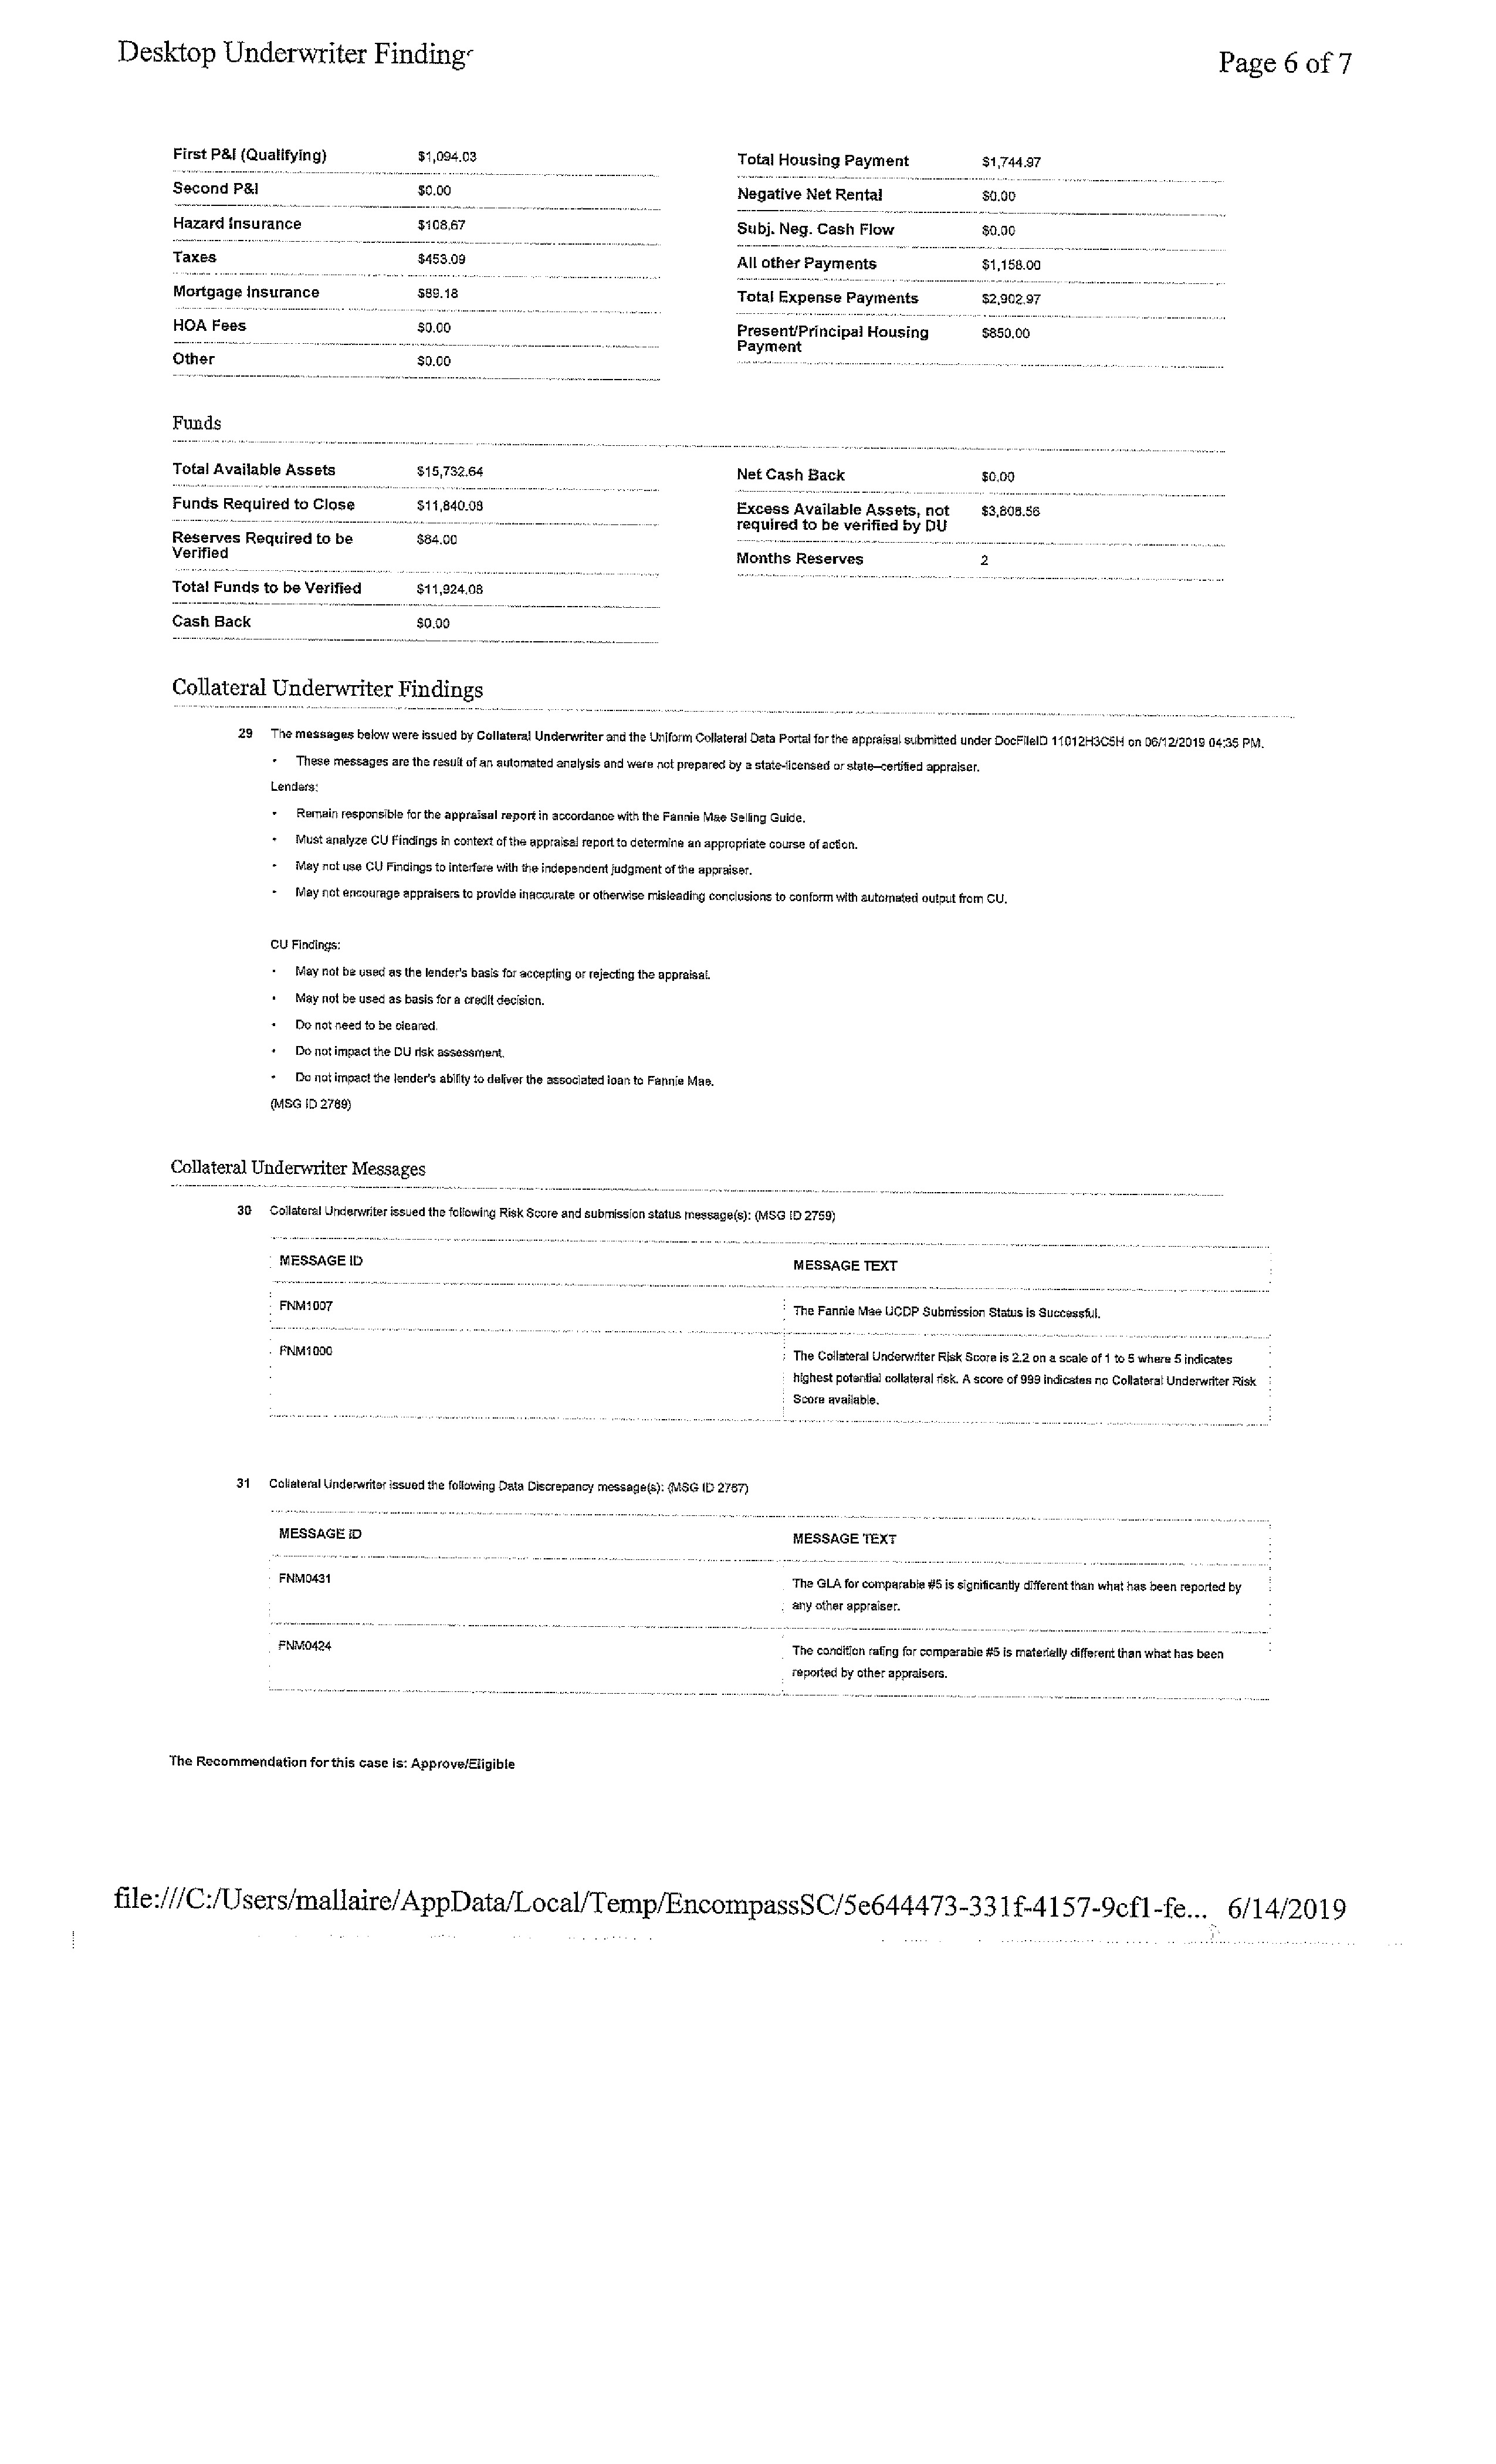 Desktop Underwriter Finding
Page 6 of 7
First P&I (Qualifying) $1,094.03
Second P&I $0.00
Hazard Insurance $108.67
Taxes $453.09
Mortgage Insurance $89.18
HOA Fees $0.00
Other $0.00
Total Housing Payment $1,744.97
Negative Net Rental $0.00
Subj. Neg. Cash Flow $0.00
All other Payments $1,158.00
Total Expense Payments $2,902.97
Present/Principal Housing $850.00
Payment
Funds
Total Available Assets $15,732.64
Funds Required to Close $11,840.08
Reserves Required to be $84.00
Verified
Total Funds to be Verified $11,924.08
Cash Back $0.00
Net Cash Back $0.00
Excess Available Assets, not $3,808.56
required to be verified by DU
Months Reserves 2
Collateral Underwriter Findings
29 The messages below were issued by Collateral Underwriter and the Uniform Collateral Data Portal for the appraisal submitted under DocFileID 11012H3C5H on 06/12/2019 04:35 PM.
• These messages are the result of an automated analysis and were not prepared by a state-licensed or state–certified appraiser.
Lenders:
• Remain responsible for the appraisal report in accordance with the Fannie Mae Selling Guide.
• Must analyze CU Findings in context of the appraisal report to determine an appropriate course of action.
• May not use CU Findings to interfere with the independent judgment of the appraiser.
• May not encourage appraisers to provide inaccurate or otherwise misleading conclusions to conform with automated output from CU.
CU Findings:
• May not be used as the lender's basis for accepting or rejecting the appraisal.
• May not be used as basis for a credit decision.
• Do not need to be cleared.
• Do not impact the DU risk assessment.
• Do not impact the lender's ability to deliver the associated loan to Fannie Mae.
(MSG ID 2769)
Collateral Underwriter Messages
30 Collateral Underwriter issued the following Risk Score and submission status message(s): (MSG ID 2759)
MESSAGE ID MESSAGE TEXT
FNM1007 The Fannie Mae UCDP Submission Status is Successful.
FNM1000 The Collateral Underwriter Risk Score is 2.2 on a scale of 1 to 5 where 5 indicates
highest potential collateral risk. A score of 999 indicates no Collateral Underwriter Risk
Score available.
31 Collateral Underwriter issued the following Data Discrepancy message(s): (MSG ID 2767)
MESSAGE ID MESSAGE TEXT
FNM0431 The GLA for comparable #5 is significantly different than what has been reported by
any other appraiser.
FNM0424 The condition rating for comparable #5 is materially different than what has been
reported by other appraisers.
The Recommendation for this case is: Approve/Eligible
file:///C:/Users/mallaire/AppData/Local/Temp/EncompassSC/5e644473-331f-4157-9cf1-fe... 6/14/2019